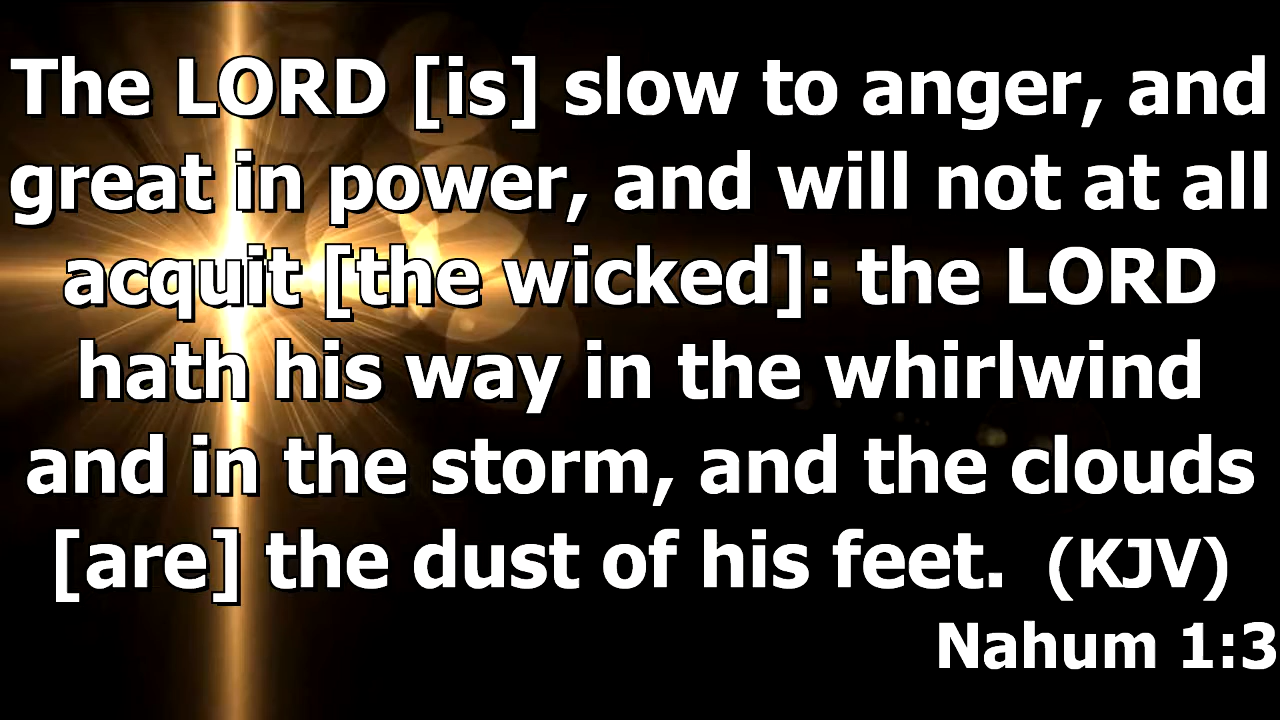 The LORD [is] slow to anger, and
great in power, and will not at all
acquit [the wicked]: the LORD
hath his way in the whirlwind
and in the storm, and the clouds
[are] the dust of his feet.  (KJV)
Nahum 1:3